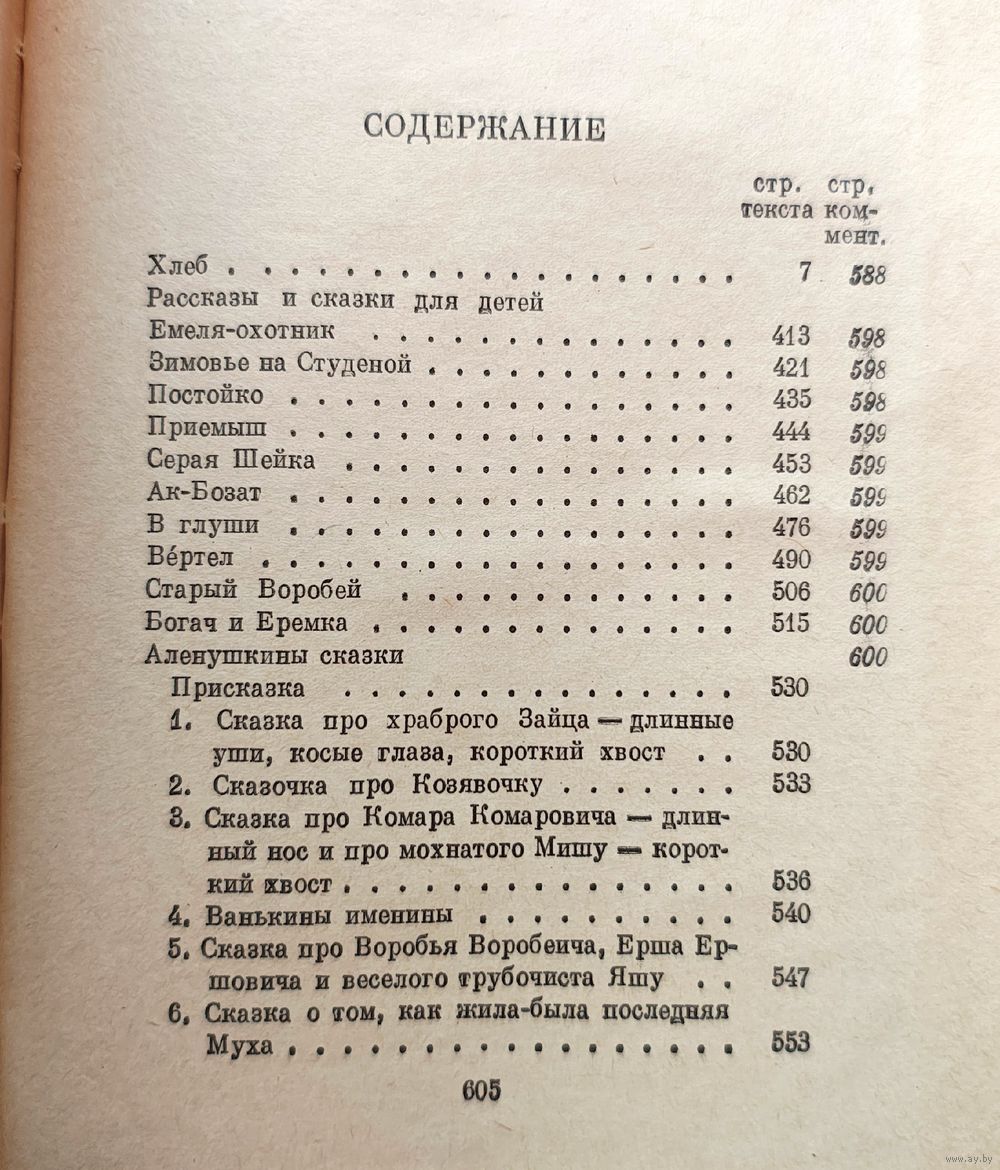 СОДЕРЖАНИЕ
стр. стр.
текста ком-
мент.
Хлеб . . . . . . . . . . . . . . . . . . . 7 588
Рассказы и сказки для детей
Емеля-охотник . . . . . . . . . . . . . . 413 598
Зимовье на Студеной . . . . . . . . . . . . 421 598
Постойко . . . . . . . . . . . . . . . . . 435 598
Приемыш . . . . . . . . . . . . . . . . . 444 599
Серая Шейка . . . . . . . . . . . . . . . 453 599
Ак-Бозат . . . . . . . . . . . . . . . . . 462 599
В глуши . . . . . . . . . . . . . . . . . 476 599
Вéртел . . . . . . . . . . . . . . . . . . 490 599
Старый Воробей . . . . . . . . . . . . . 506 600
Богач и Еремка . . . . . . . . . . . . . . 515 600
Аленушкины сказки 600
Присказка . . . . . . . . . . . . . . . 530
1. Сказка про храброго Зайца — длинные
уши, косые глаза, короткий хвост . . 530
2. Сказочка про Козявочку . . . . . . . 533
3. Сказка про Комара Комаровича — длин-
ный нос и про мохнатого Мишу — корот-
кий хвост . . . . . . . . . . . . . . . 536
4. Ванькины именины . . . . . . . . . . 540
5. Сказка про Воробья Воробеича, Ерша Ер-
шовича и веселого трубочиста Яшу . . 547
6. Сказка о том, как жила-была последняя
Муха . . . . . . . . . . . . . . . . . 553
605
www.ay.by